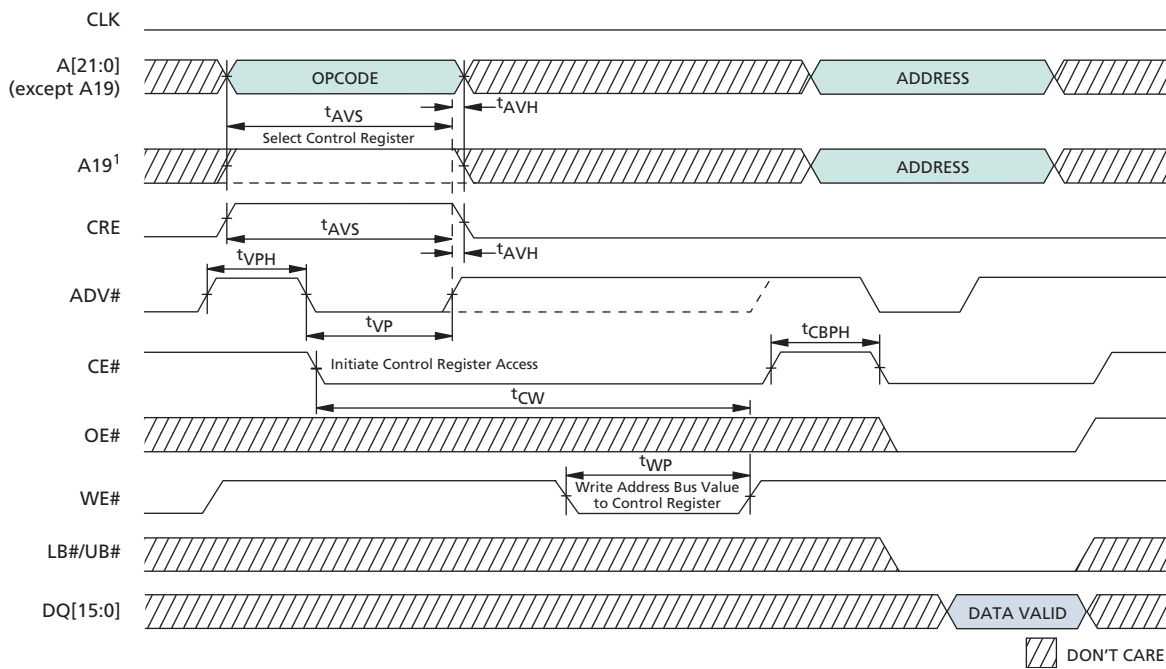 CLK
A[21:0]
(except A19)
OPCODE
ADDRESS
tAVS
tAVH
Select Control Register
A19¹
ADDRESS
CRE
tAVS
tAVH
tVPH
ADV#
tVP
tCBPH
CE#
Initiate Control Register Access
tCW
OE#
tWP
WE#
Write Address Bus Value
to Control Register
LB#/UB#
DQ[15:0]
DATA VALID
DON'T CARE